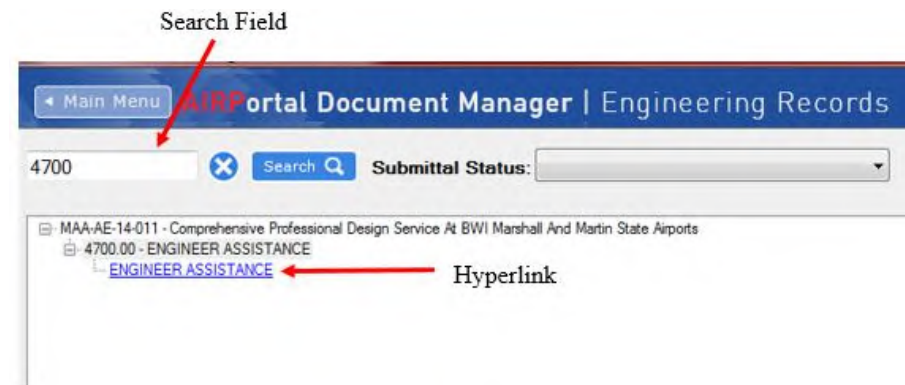 Search Field
Main Menu AIRPortal Document Manager | Engineering Records
4700 Search Submittal Status:
MAA-AE-14-011 - Comprehensive Professional Design Service At BWI Marshall And Martin State Airports
4700.00 - ENGINEER ASSISTANCE
ENGINEER ASSISTANCE
Hyperlink